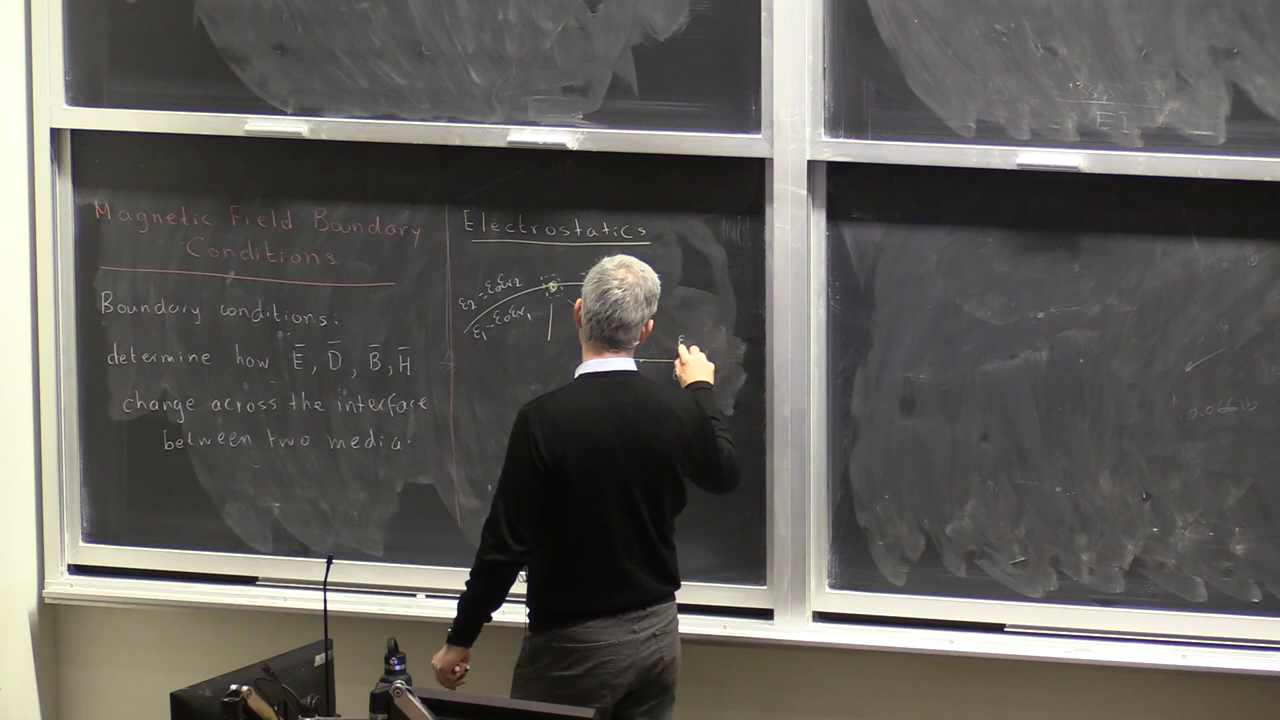 Magnetic Field Boundary
Conditions
Boundary conditions:
determine how E̅, D̅, B̅, H̅
change across the interface
between two media.
Electrostatics
ε₂=ε₀εᵣ₂
ε₁=ε₀εᵣ₁